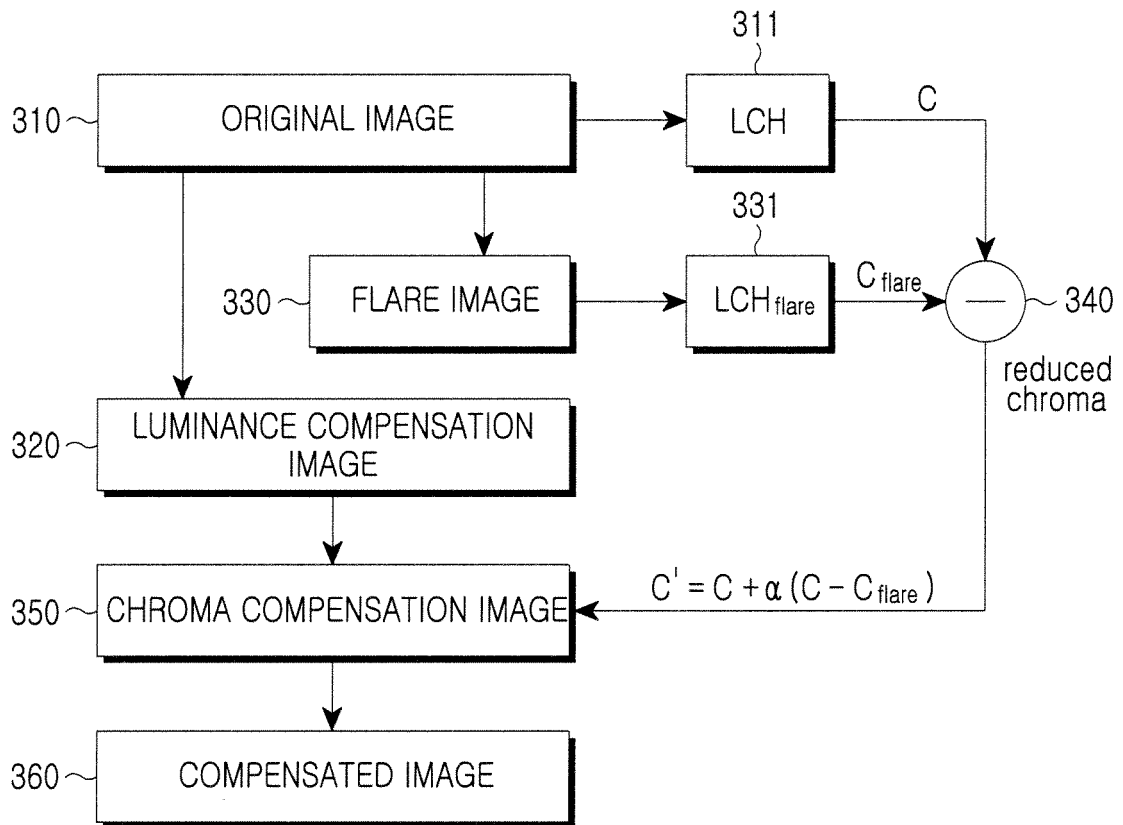 311
310
ORIGINAL IMAGE
LCH
C
331
330
FLARE IMAGE
LCHflare
Cflare
—
340
reduced
chroma
320
LUMINANCE COMPENSATION
IMAGE
350
CHROMA COMPENSATION IMAGE
C' = C + α (C – Cflare )
360
COMPENSATED IMAGE